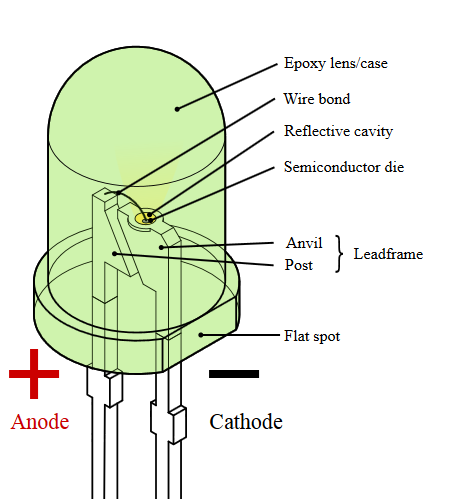 Epoxy lens/case
Wire bond
Reflective cavity
Semiconductor die
Anvil
Post
Leadframe
Flat spot
Anode
Cathode